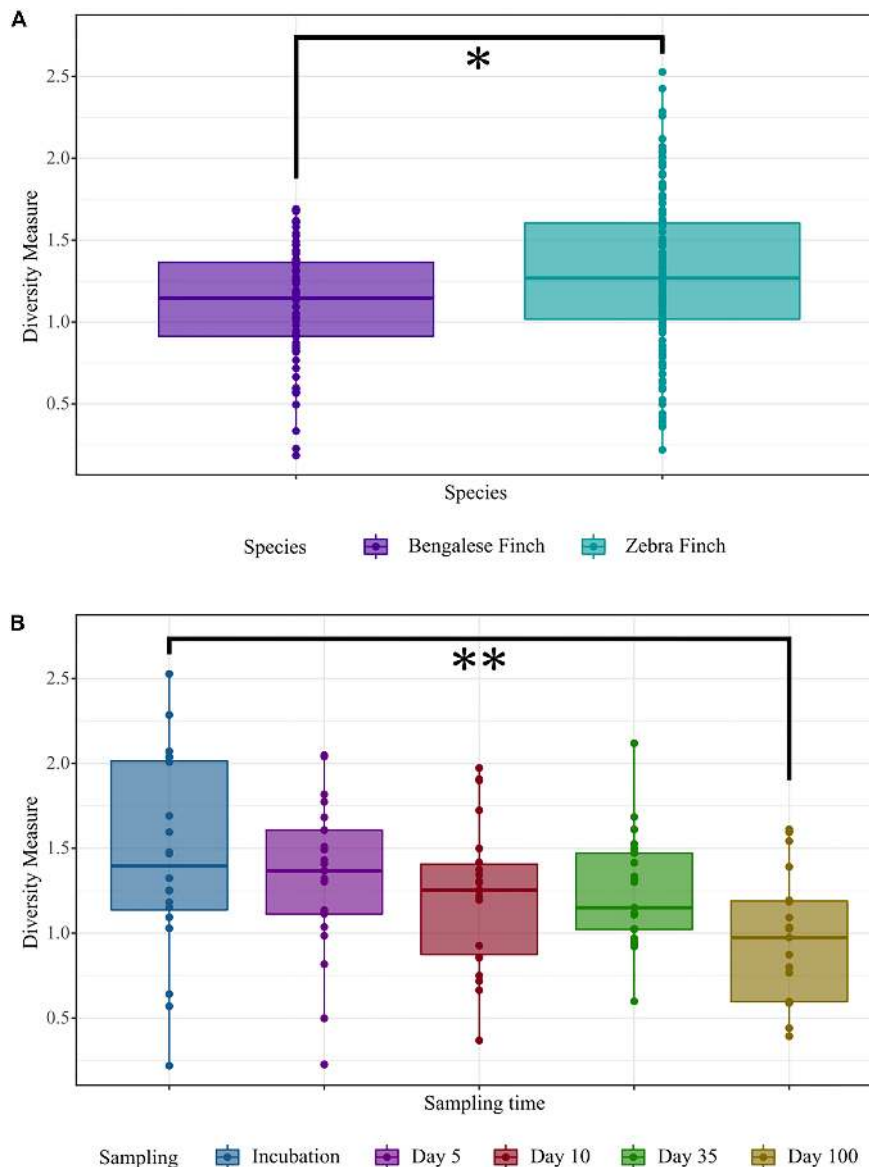 A
*
2.5
2.0
1.5
1.0
0.5
Diversity Measure
Species
Species Bengalese Finch Zebra Finch
B
**
2.5
2.0
1.5
1.0
0.5
Diversity Measure
Sampling time
Sampling Incubation Day 5 Day 10 Day 35 Day 100